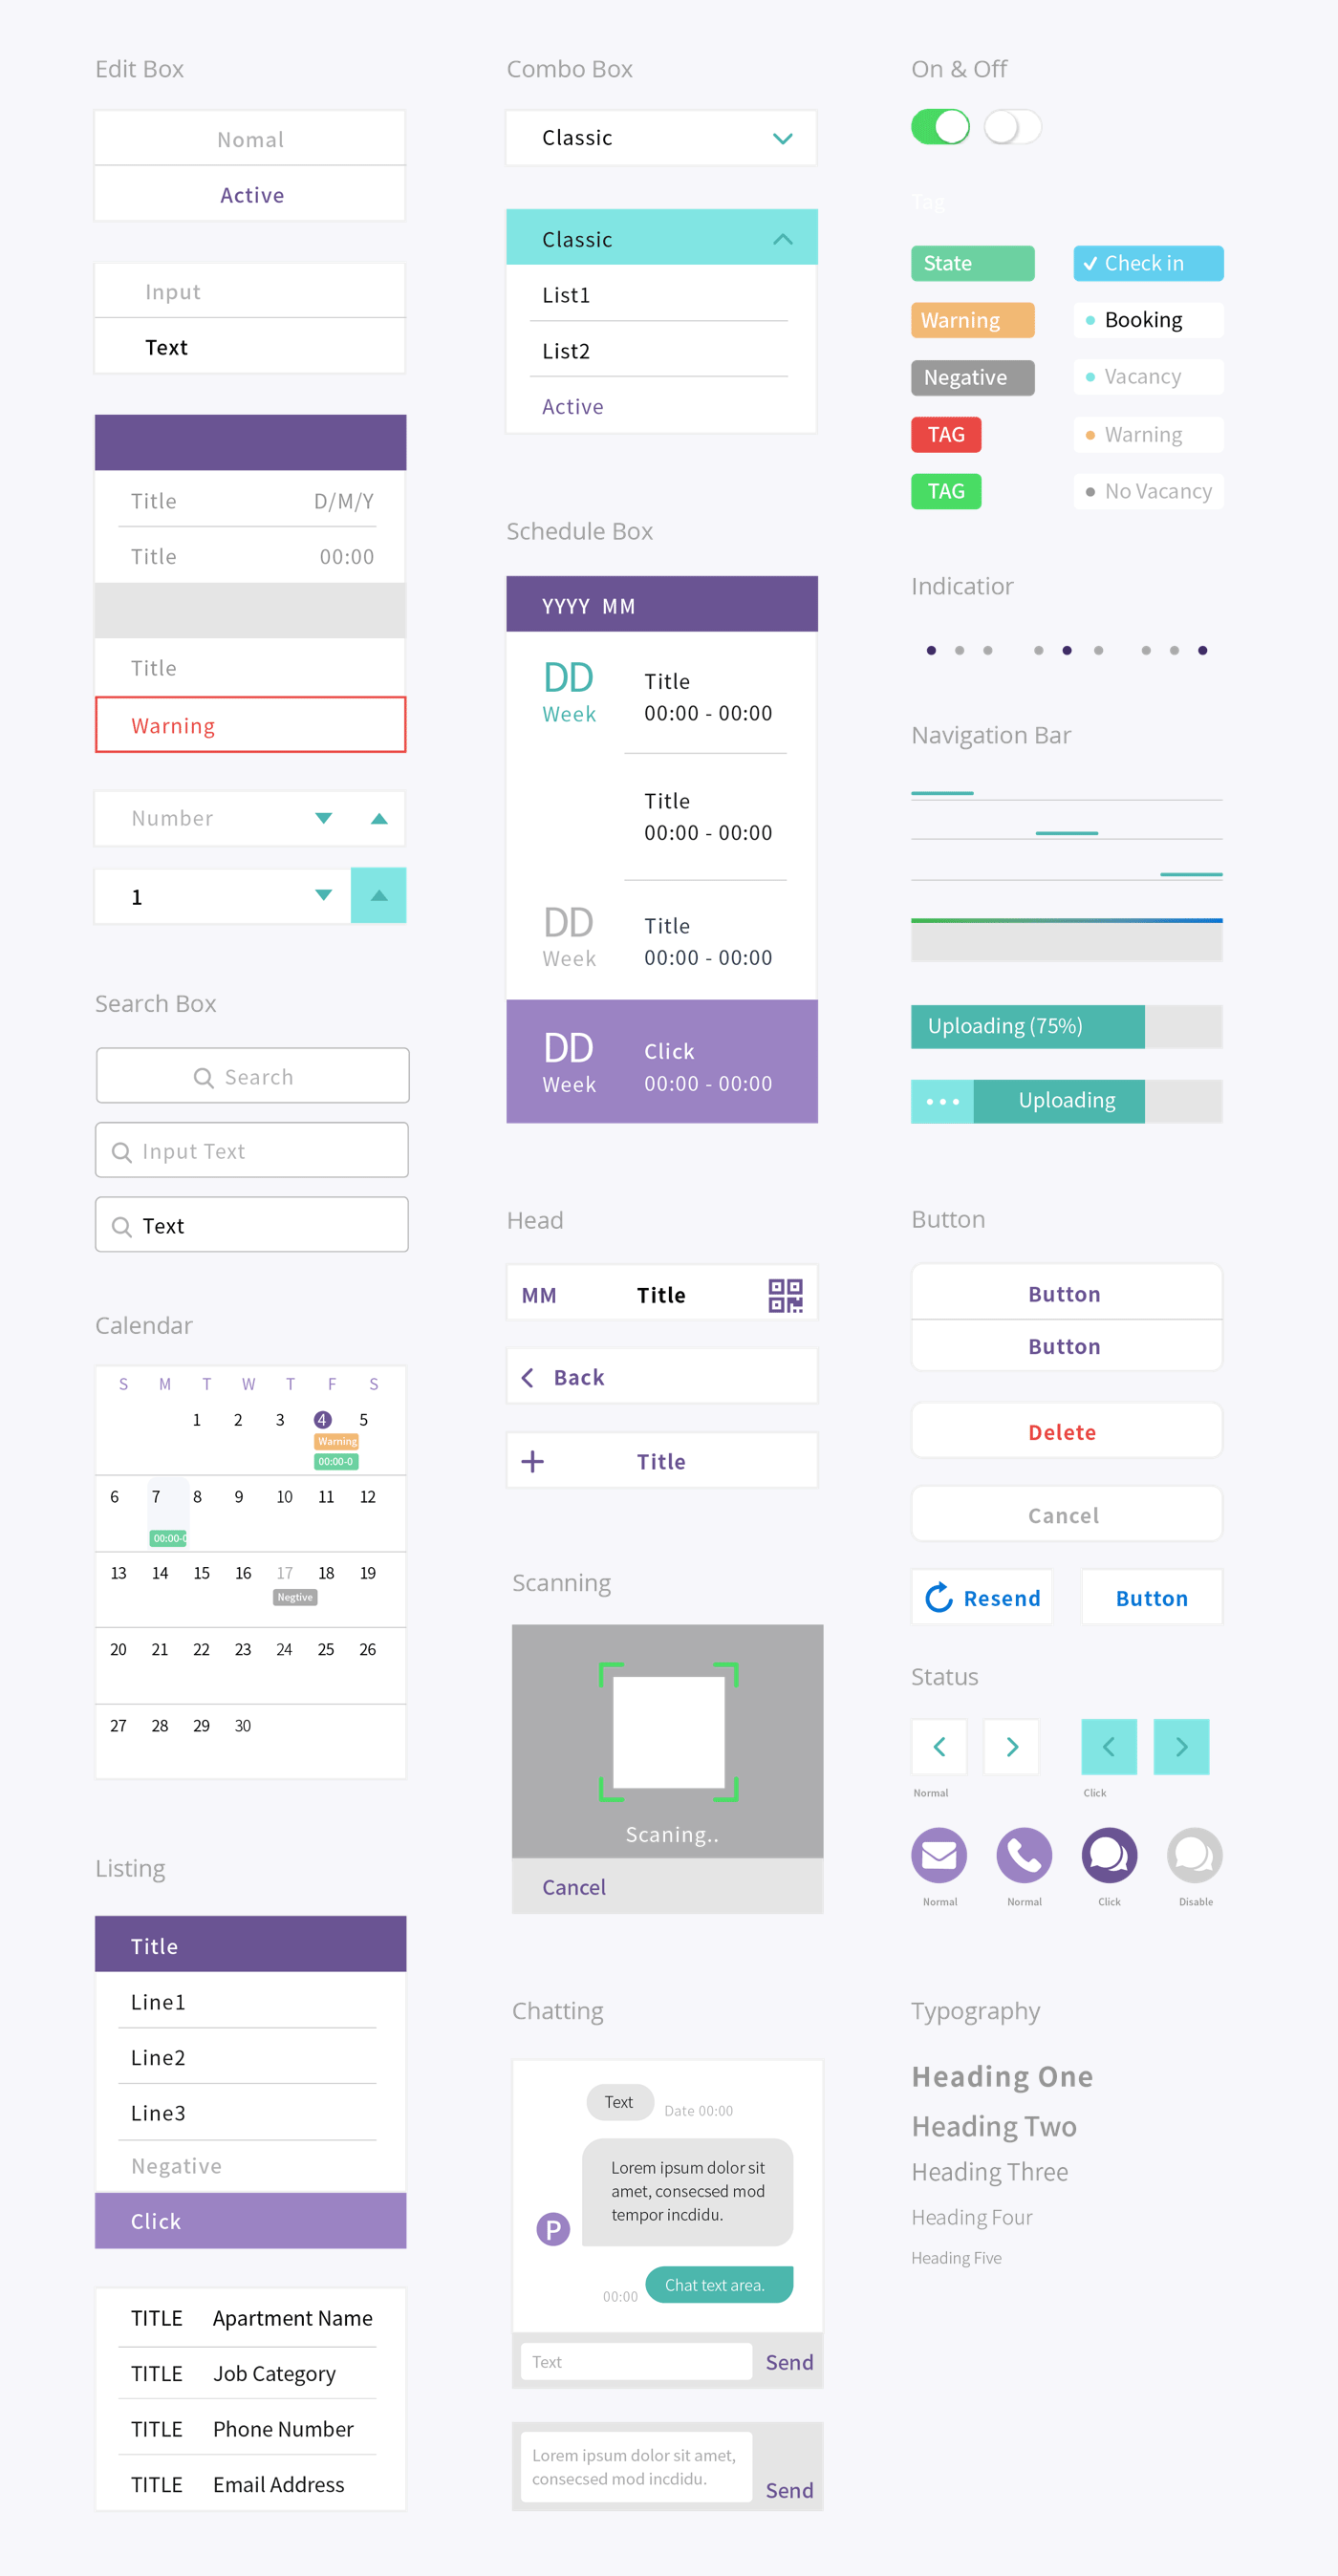 Edit Box
Nomal
Active
Input
Text
Title D/M/Y
Title 00:00
Title
Warning
Number
1
Search Box
Search
Input Text
Text
Calendar
S M T W T F S
1 2 3 4 5
Warning
00:00-0
6 7 8 9 10 11 12
00:00-0
13 14 15 16 17 18 19
Negtive
20 21 22 23 24 25 26
27 28 29 30
Listing
Title
Line1
Line2
Line3
Negative
Click
TITLE Apartment Name
TITLE Job Category
TITLE Phone Number
TITLE Email Address
Combo Box
Classic
Classic
List1
List2
Active
Schedule Box
YYYY MM
DD
Week
Title
00:00 - 00:00
Title
00:00 - 00:00
DD
Week
Title
00:00 - 00:00
DD
Week
Click
00:00 - 00:00
Head
MM Title
Back
Title
Scanning
Scaning..
Cancel
Chatting
Text Date 00:00
Lorem ipsum dolor sit
amet, consecsed mod
tempor incdidu.
P
00:00 Chat text area.
Text Send
Lorem ipsum dolor sit amet,
consecsed mod incdidu.
Send
On & Off
Tag
State Check in
Warning Booking
Negative Vacancy
TAG Warning
TAG No Vacancy
Indicatior
Navigation Bar
Uploading (75%)
Uploading
Button
Button
Button
Delete
Cancel
Resend Button
Status
Normal Click
Normal Normal Click Disable
Typography
Heading One
Heading Two
Heading Three
Heading Four
Heading Five